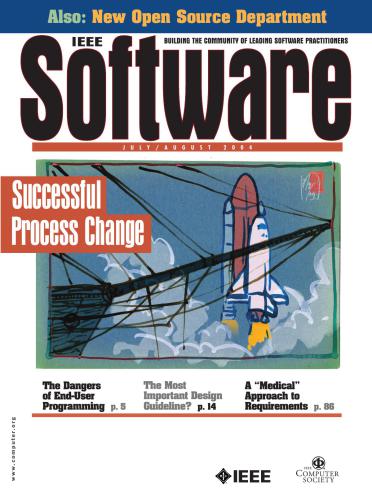 Also: New Open Source Department
IEEE
BUILDING THE COMMUNITY OF LEADING SOFTWARE PRACTITIONERS
Software
JULY/AUGUST 2004
Successful
Process Change
The Dangers
of End-User
Programming p. 5
The Most
Important Design
Guideline? p. 14
A “Medical”
Approach to
Requirements p. 86
www.computer.org
IEEE
IEEE
COMPUTER
SOCIETY